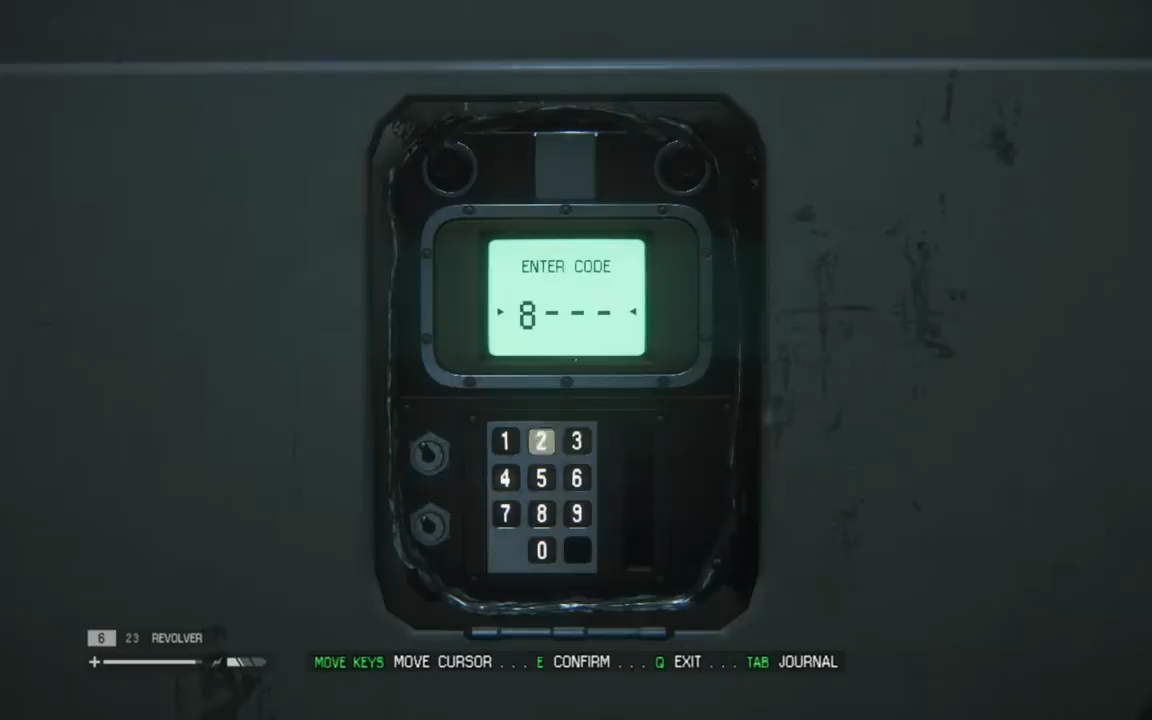 ENTER CODE
▸ 8 - - - ◂
1 2 3
4 5 6
7 8 9
0
6 23 REVOLVER
MOVE KEYS MOVE CURSOR . . . E CONFIRM . . . Q EXIT . . . TAB JOURNAL